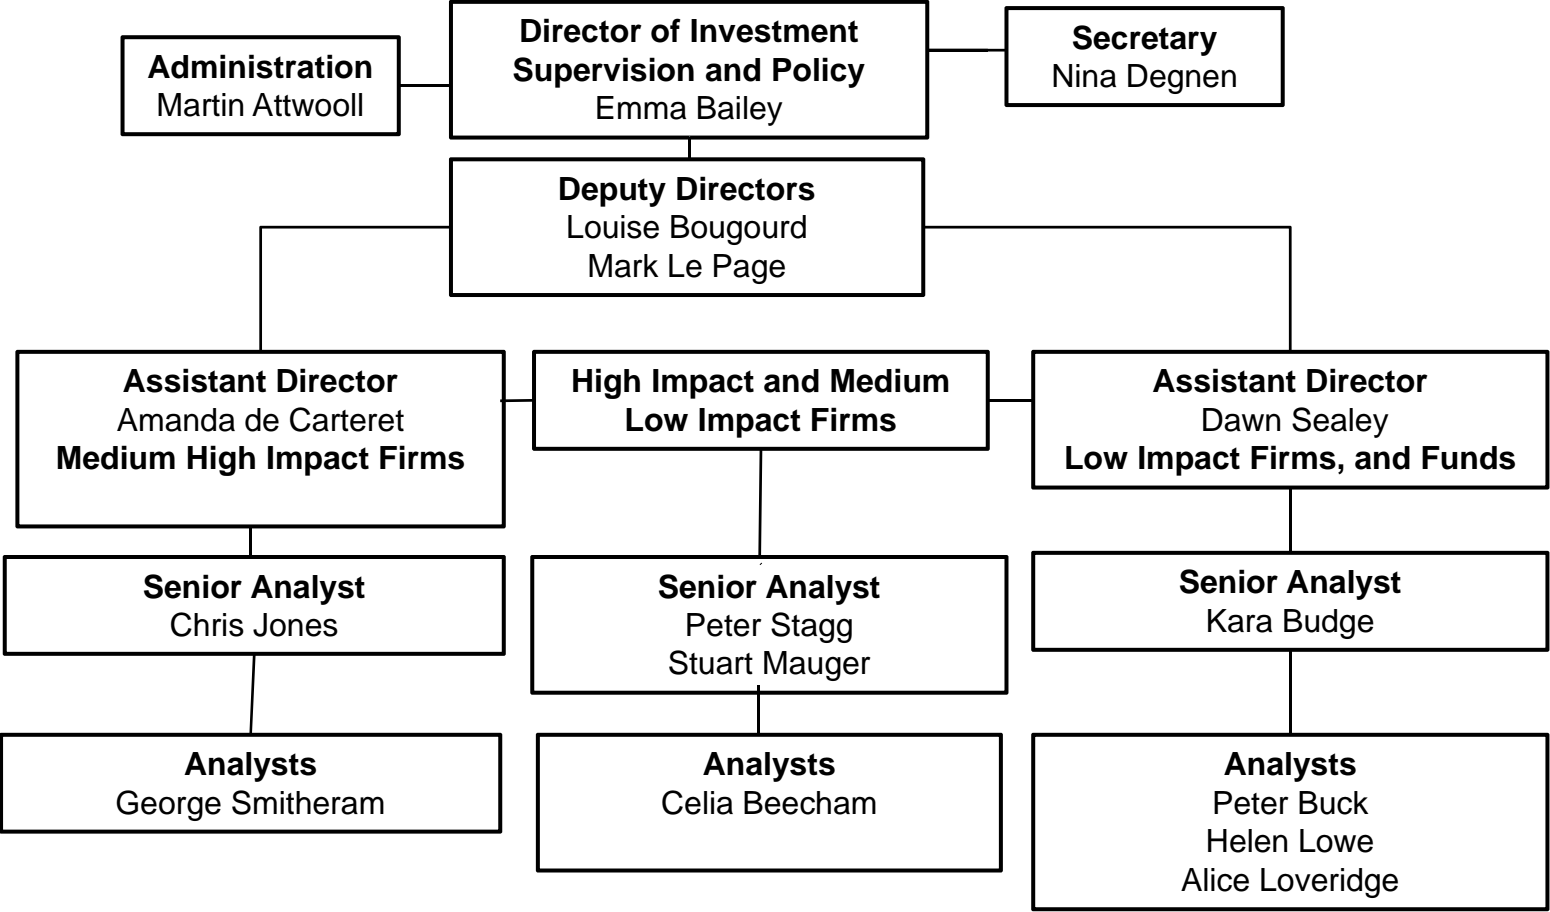 Director of Investment
Supervision and Policy
Emma Bailey
Administration
Martin Attwooll
Secretary
Nina Degnen
Deputy Directors
Louise Bougourd
Mark Le Page
Assistant Director
Amanda de Carteret
Medium High Impact Firms
High Impact and Medium
Low Impact Firms
Assistant Director
Dawn Sealey
Low Impact Firms, and Funds
Senior Analyst
Chris Jones
Senior Analyst
Peter Stagg
Stuart Mauger
Senior Analyst
Kara Budge
Analysts
George Smitheram
Analysts
Celia Beecham
Analysts
Peter Buck
Helen Lowe
Alice Loveridge